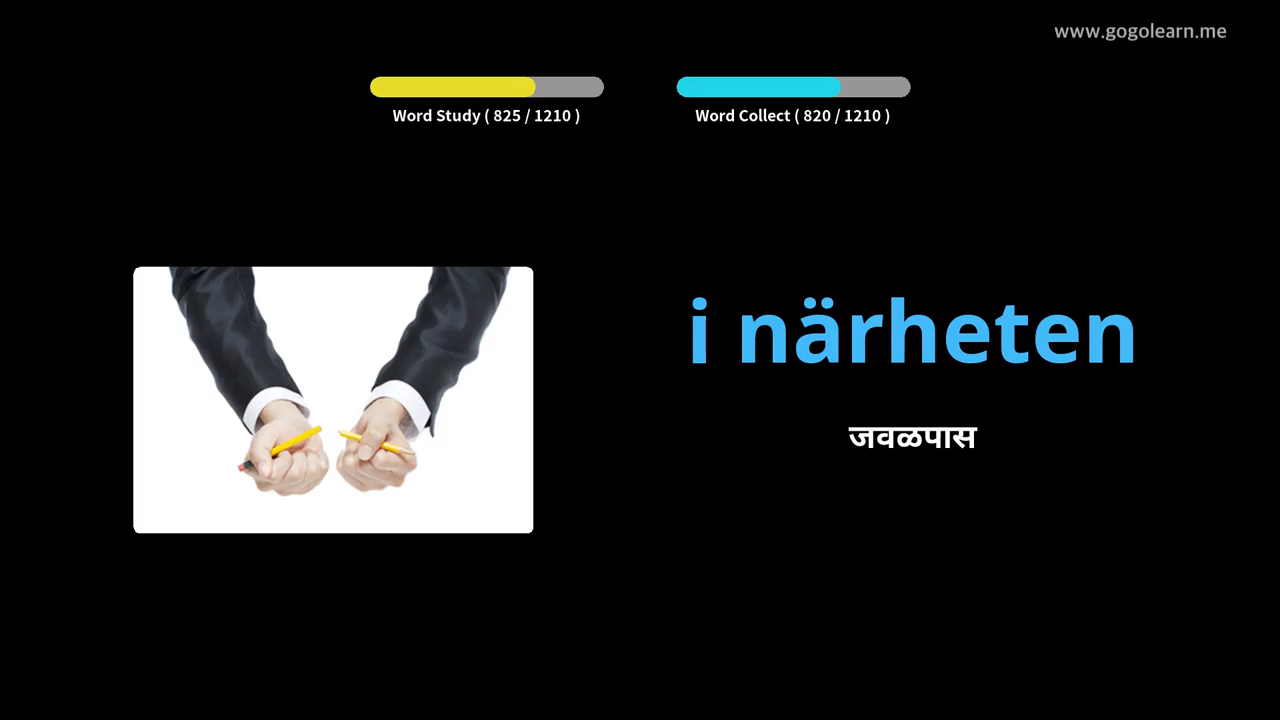 www.gogolearn.me
Word Study ( 825 / 1210 )
Word Collect ( 820 / 1210 )
i närheten
जवळपास